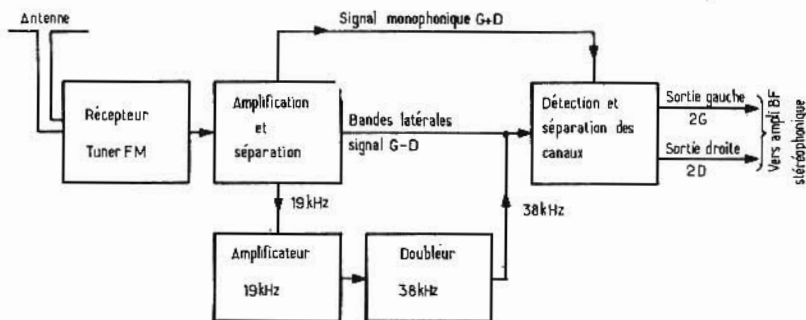 Antenne
Signal monophonique G+D
Récepteur
Tuner FM
Amplification
et
séparation
Bandes latérales
signal G-D
Détection et
séparation des
canaux
Sortie gauche
2G
Sortie droite
2D
Vers ampli BF
stéréophonique
19kHz
38kHz
Amplificateur
19kHz
Doubleur
38kHz